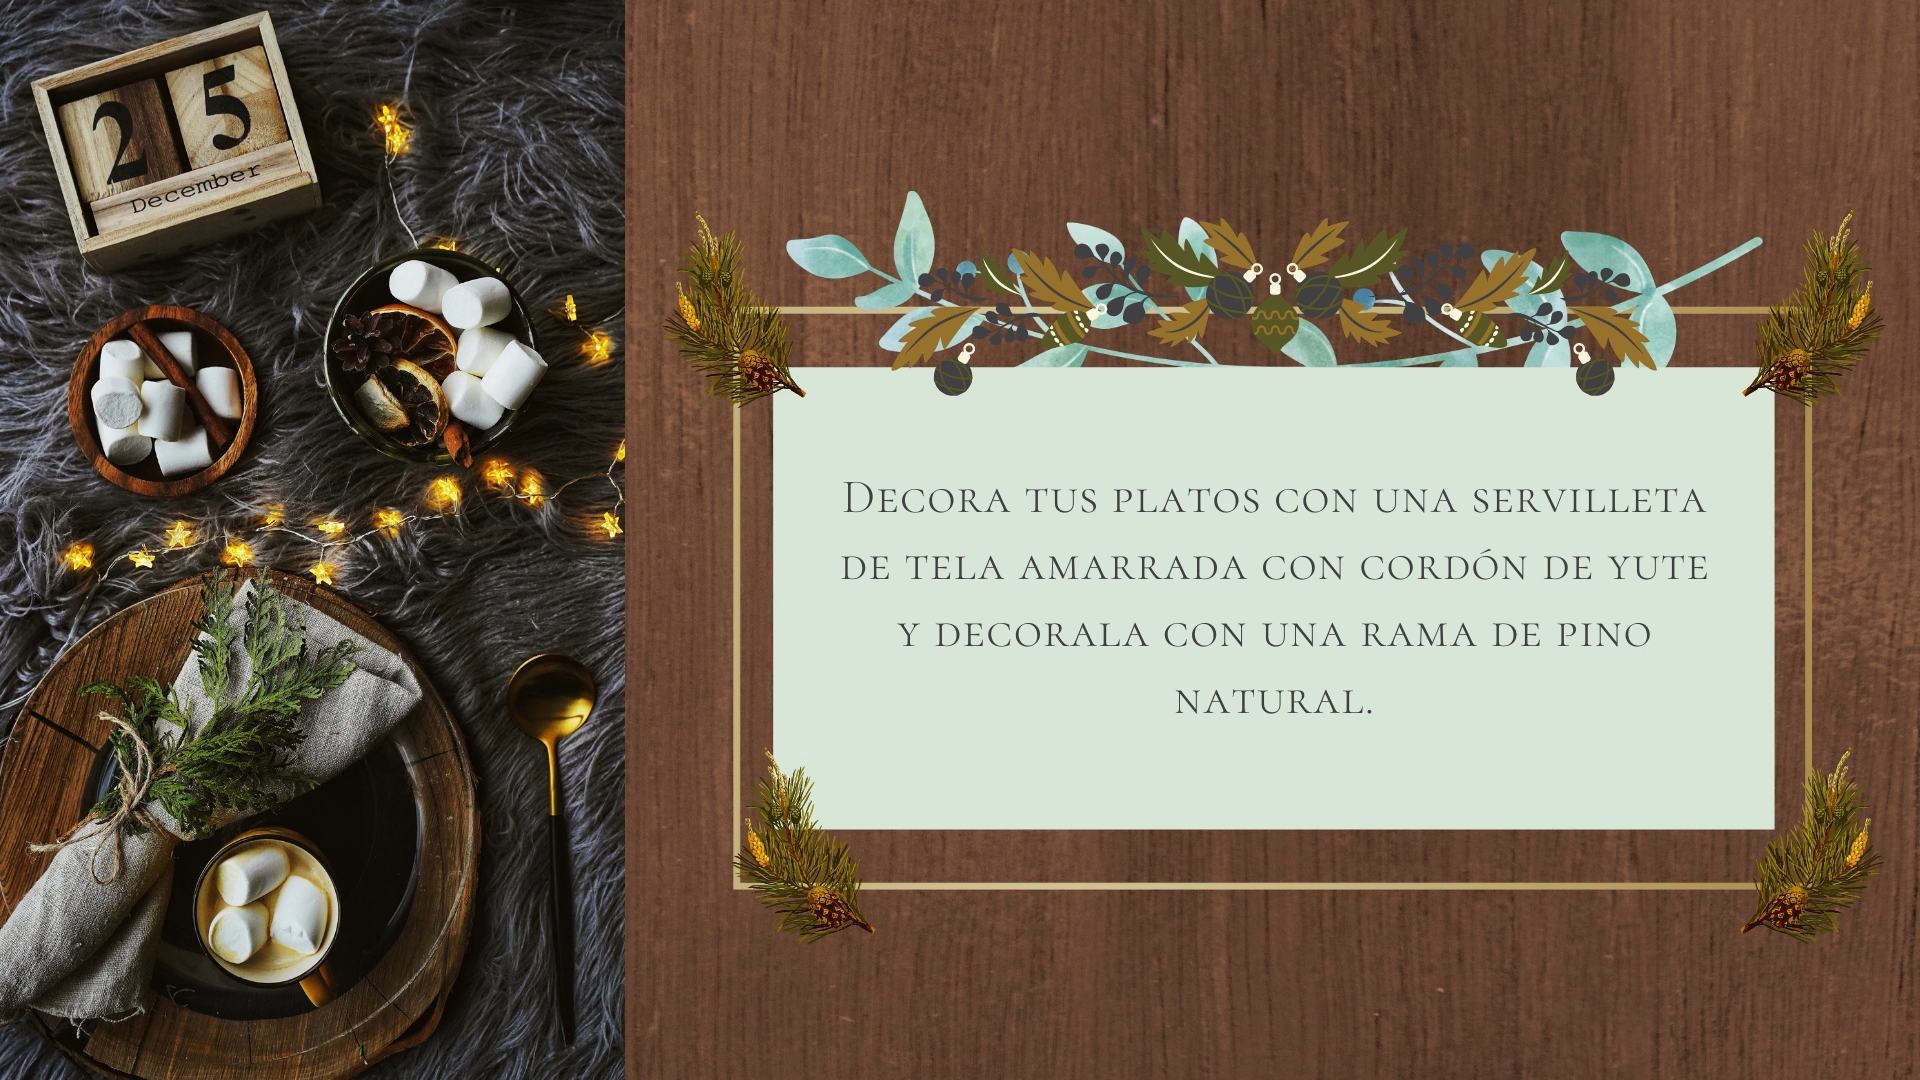 25
December
Decora tus platos con una servilleta
de tela amarrada con cordón de yute
y decorala con una rama de pino
natural.